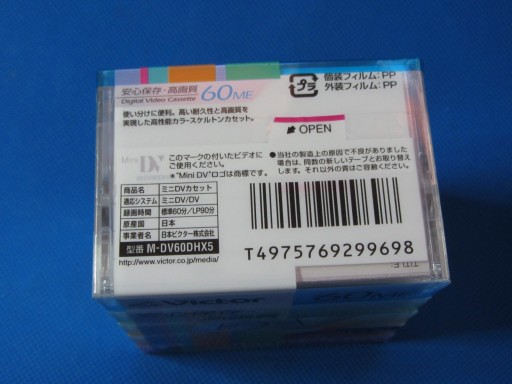 安心保存・高画質
Digital Video Cassette 60ME
使い分けに便利。高い耐久性と高画質を
実現した高性能カラースケルトンカセット。
プラ
個装フィルム:PP
外装フィルム:PP
OPEN
Mini DV
このマークの付いたビデオに
ご使用ください。
*"Mini DV"ロゴは商標です。
●当社の製造上の原因で不良がありました
場合は、同数の新しいテープとお取り替え
します。それ以外の責はご容赦ください。
商品名 ミニDVカセット
適応システム ミニDV/DV
録画時間 標準60分/LP90分
原産国 日本
事業者名 日本ビクター株式会社
型番 M-DV60DHX5
http://www.victor.co.jp/media/
T4975769299698
Victor 60ME